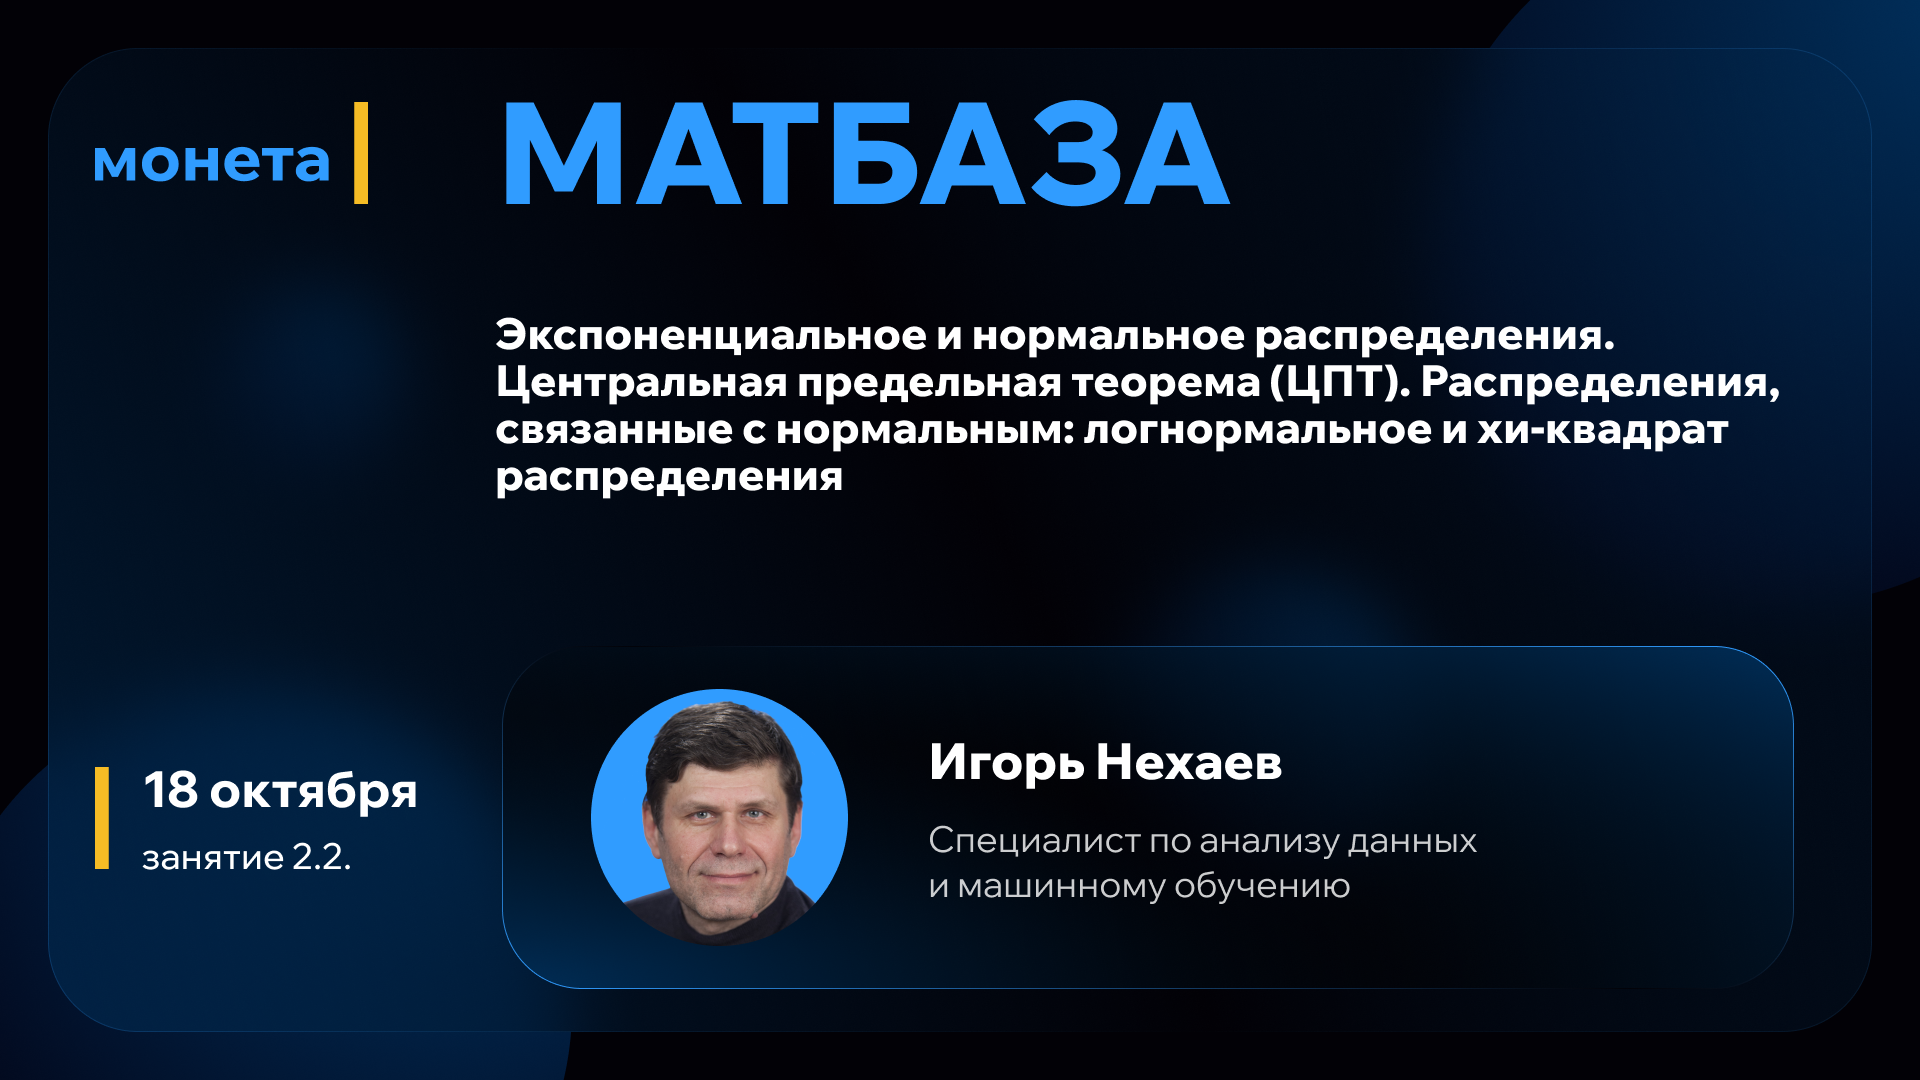 монета
МАТБАЗА
Экспоненциальное и нормальное распределения.
Центральная предельная теорема (ЦПТ). Распределения,
связанные с нормальным: логнормальное и хи-квадрат
распределения
18 октября
занятие 2.2.
Игорь Нехаев
Специалист по анализу данных
и машинному обучению